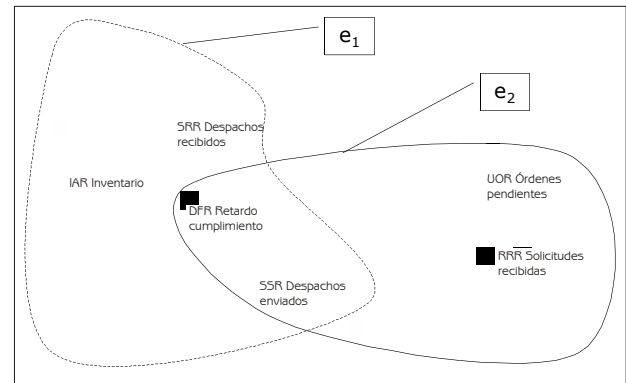 e1
e2
SRR Despachos
recibidos
IAR Inventario
UOR Órdenes
pendientes
DFR Retardo
cumplimiento
RRR Solicitudes
recibidas
SSR Despachos
enviados